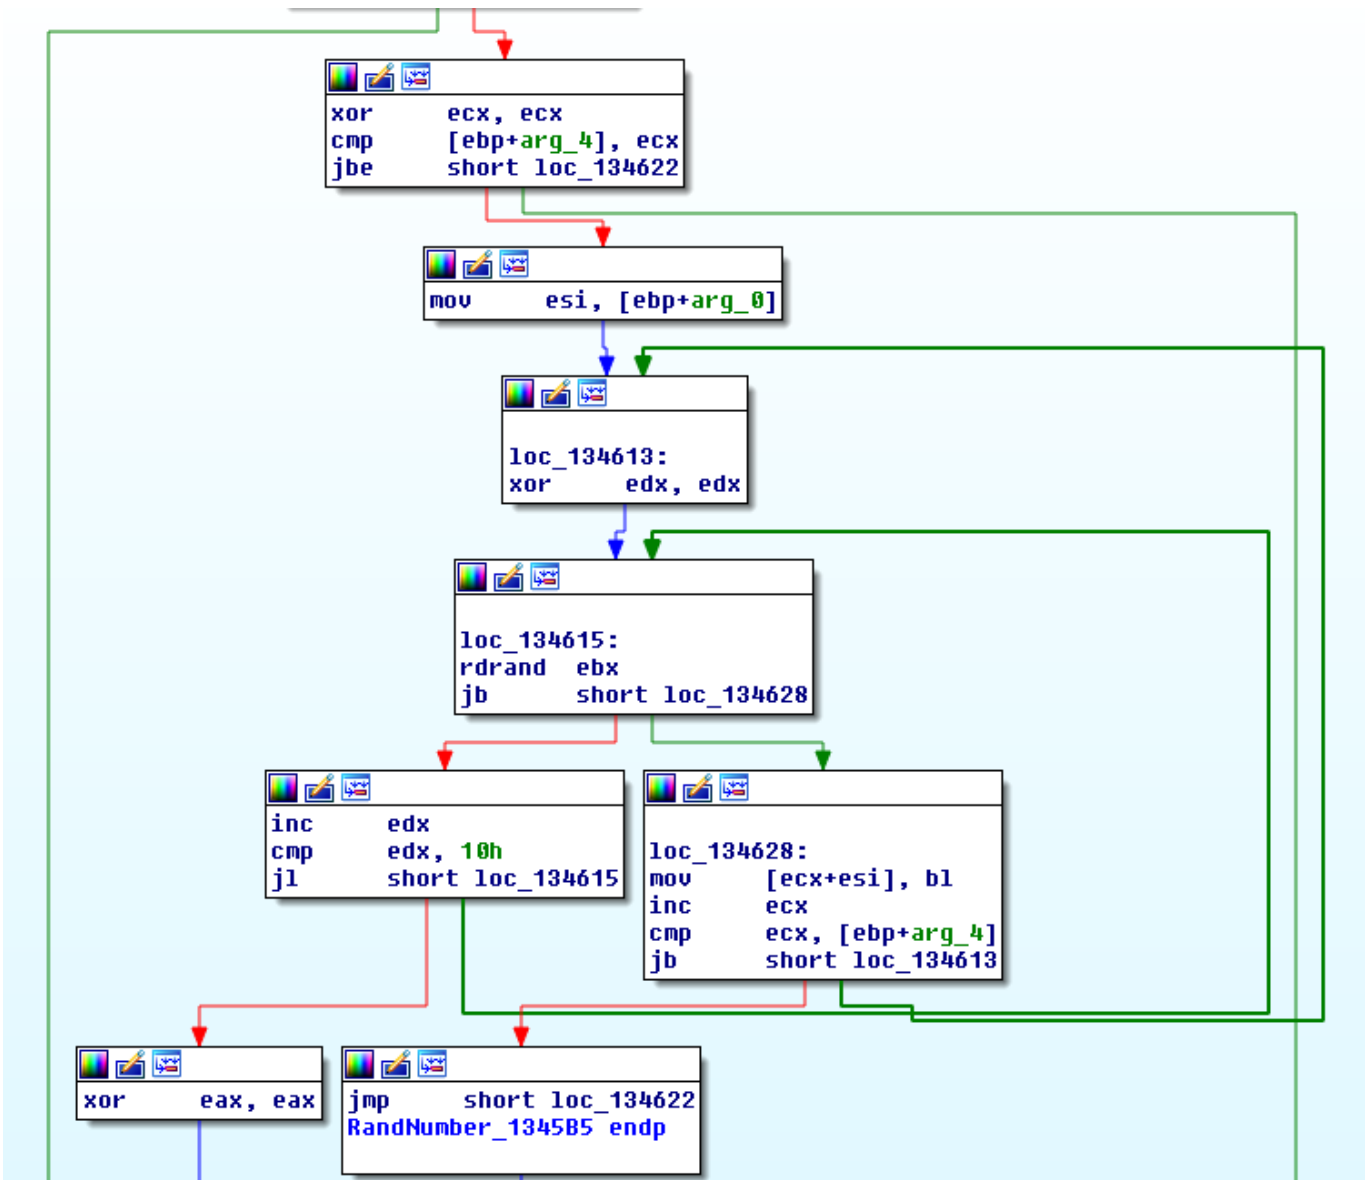 xor ecx, ecx
cmp [ebp+arg_4], ecx
jbe short loc_134622
mov esi, [ebp+arg_0]
loc_134613:
xor edx, edx
loc_134615:
rdrand ebx
jb short loc_134628
inc edx
cmp edx, 10h
jl short loc_134615
loc_134628:
mov [ecx+esi], bl
inc ecx
cmp ecx, [ebp+arg_4]
jb short loc_134613
xor eax, eax
jmp short loc_134622
RandNumber_1345B5 endp